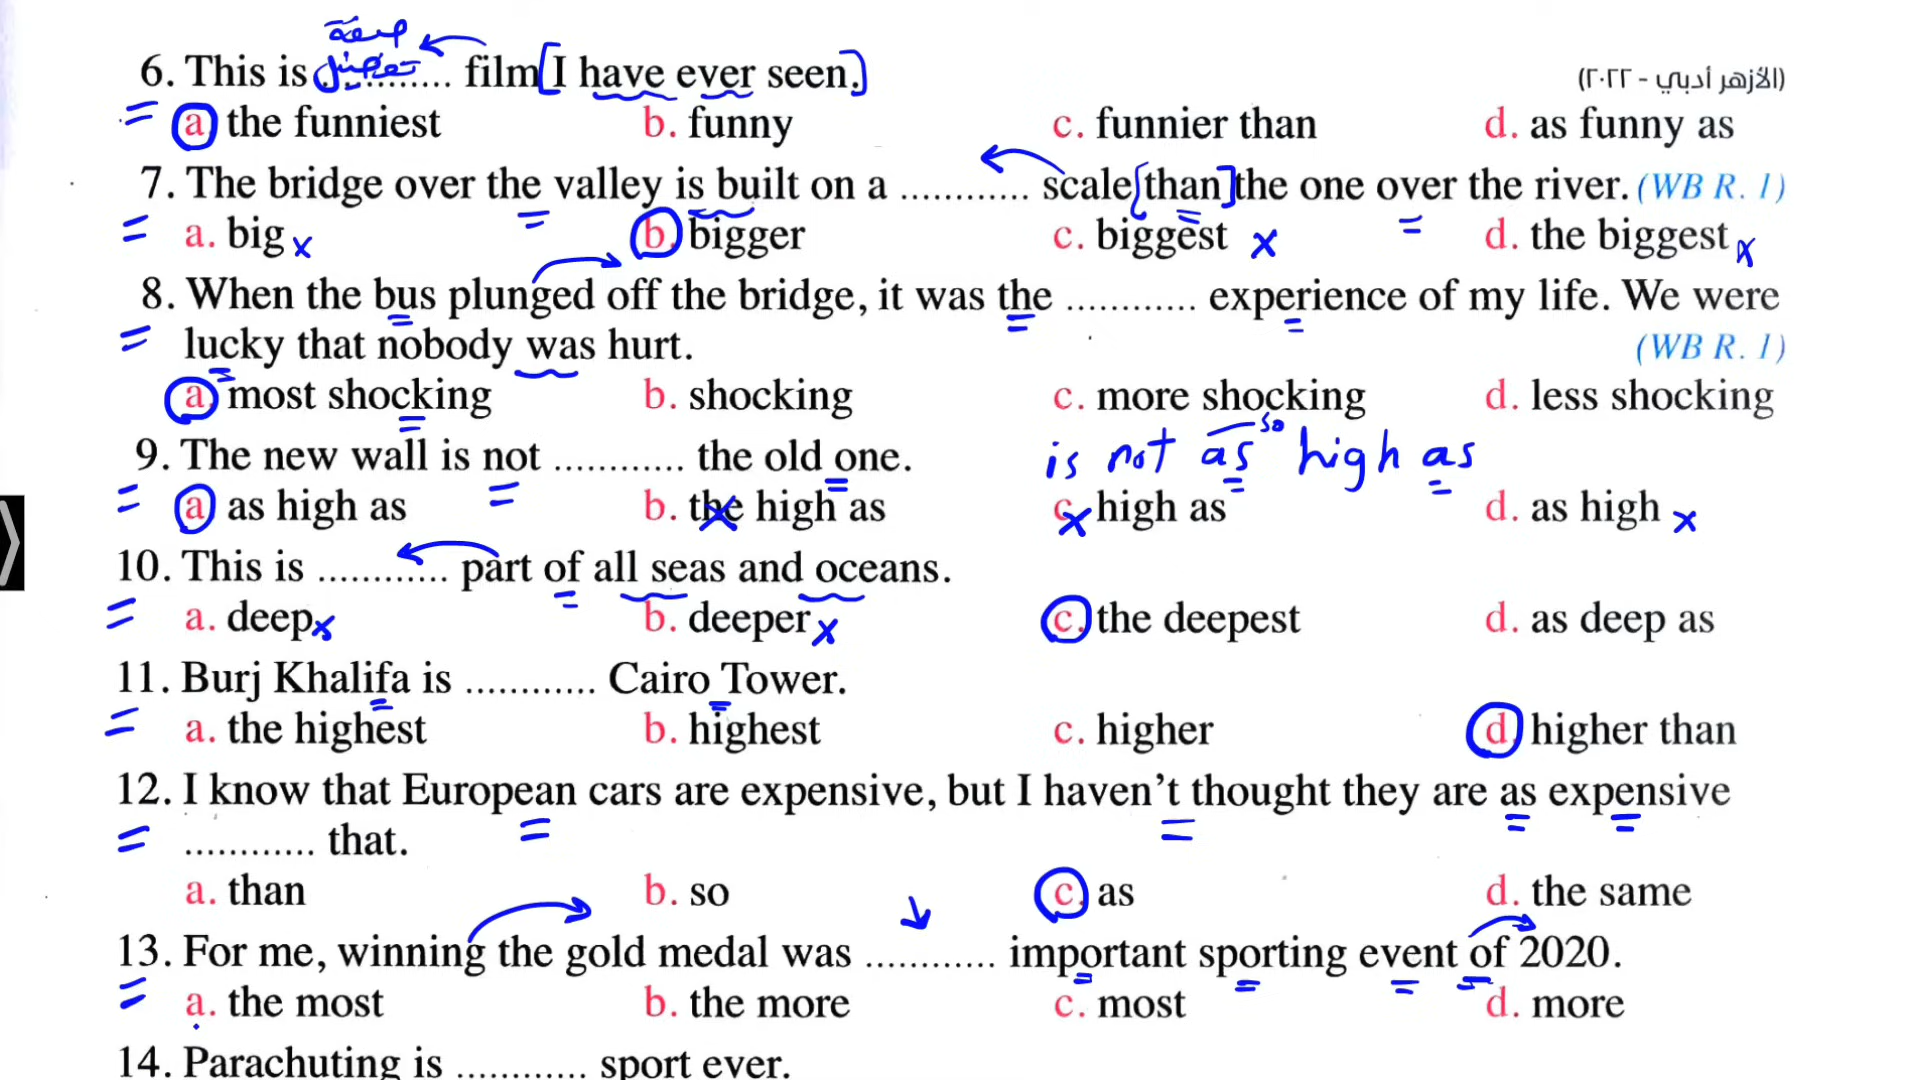 صفة
تفضيل
6. This is ............ film [I have ever seen.] (الأزهر أدبي - ٢٠٢٢)
a. the funniest b. funny c. funnier than d. as funny as
7. The bridge over the valley is built on a ............ scale [than] the one over the river. (WB R. 1)
a. big x b. bigger c. biggest x d. the biggest x
8. When the bus plunged off the bridge, it was the ............ experience of my life. We were
lucky that nobody was hurt. (WB R. 1)
a. most shocking b. shocking c. more shocking d. less shocking
so
9. The new wall is not ............ the old one. is not as high as
a. as high as b. the high as c. high as d. as high x
10. This is ............ part of all seas and oceans.
a. deep x b. deeper x c. the deepest d. as deep as
11. Burj Khalifa is ............ Cairo Tower.
a. the highest b. highest c. higher d. higher than
12. I know that European cars are expensive, but I haven't thought they are as expensive
............ that.
a. than b. so c. as d. the same
13. For me, winning the gold medal was ............ important sporting event of 2020.
a. the most b. the more c. most d. more
14. Parachuting is ............ sport ever.